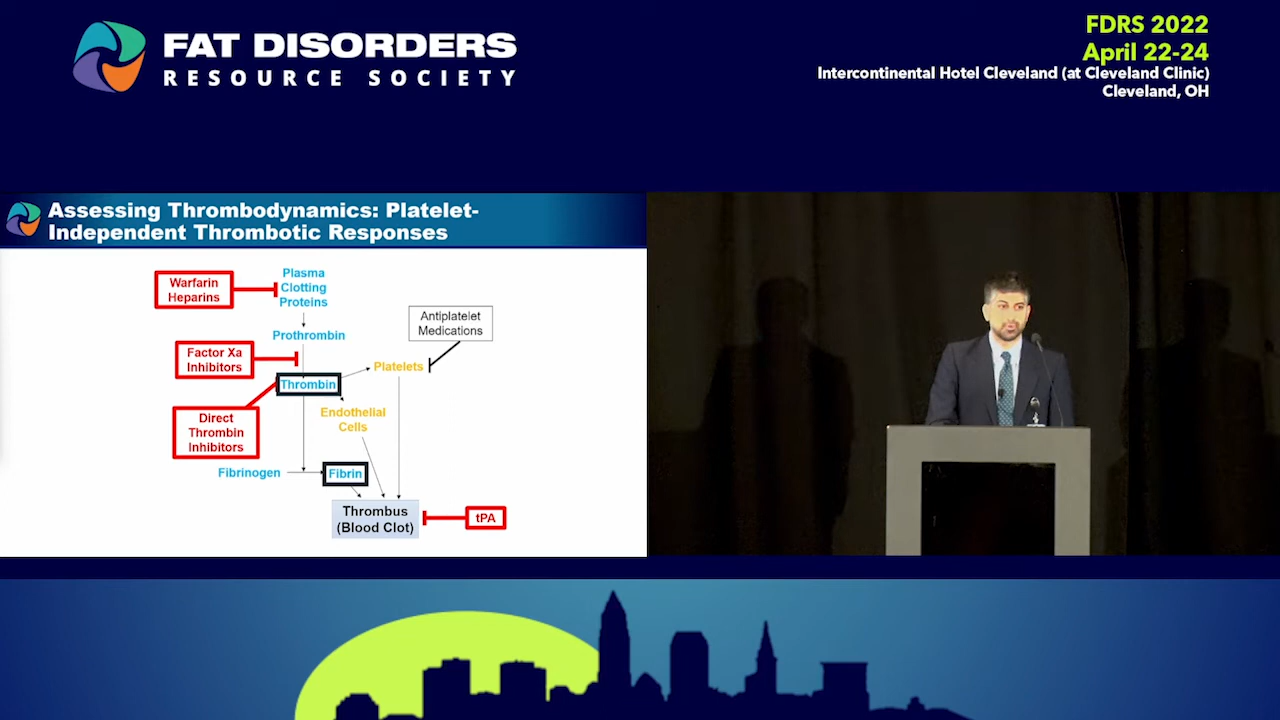 FAT DISORDERS
RESOURCE SOCIETY
FDRS 2022
April 22-24
Intercontinental Hotel Cleveland (at Cleveland Clinic)
Cleveland, OH
Assessing Thrombodynamics: Platelet-
Independent Thrombotic Responses
Warfarin
Heparins
Plasma
Clotting
Proteins
Antiplatelet
Medications
Prothrombin
Factor Xa
Inhibitors
Platelets
Thrombin
Endothelial
Cells
Direct
Thrombin
Inhibitors
Fibrinogen
Fibrin
Thrombus
(Blood Clot)
tPA